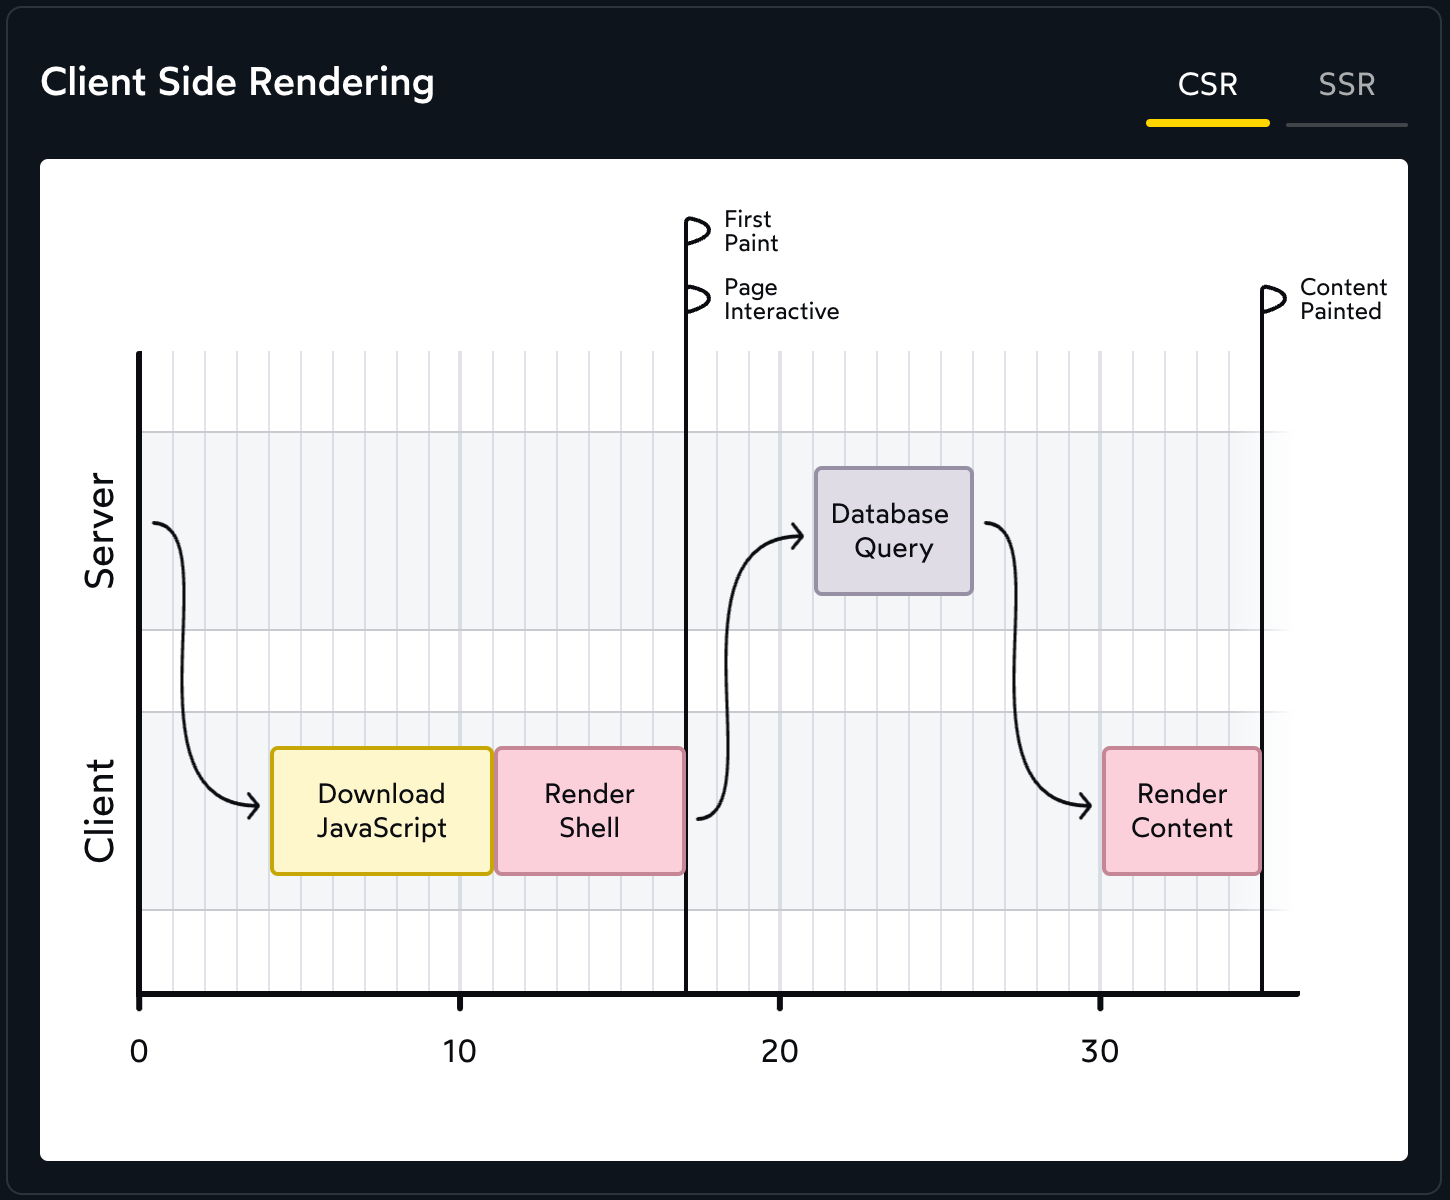 Client Side Rendering
CSR
SSR
First
Paint
Page
Interactive
Content
Painted
Server
Database
Query
Client
Download
JavaScript
Render
Shell
Render
Content
0
10
20
30